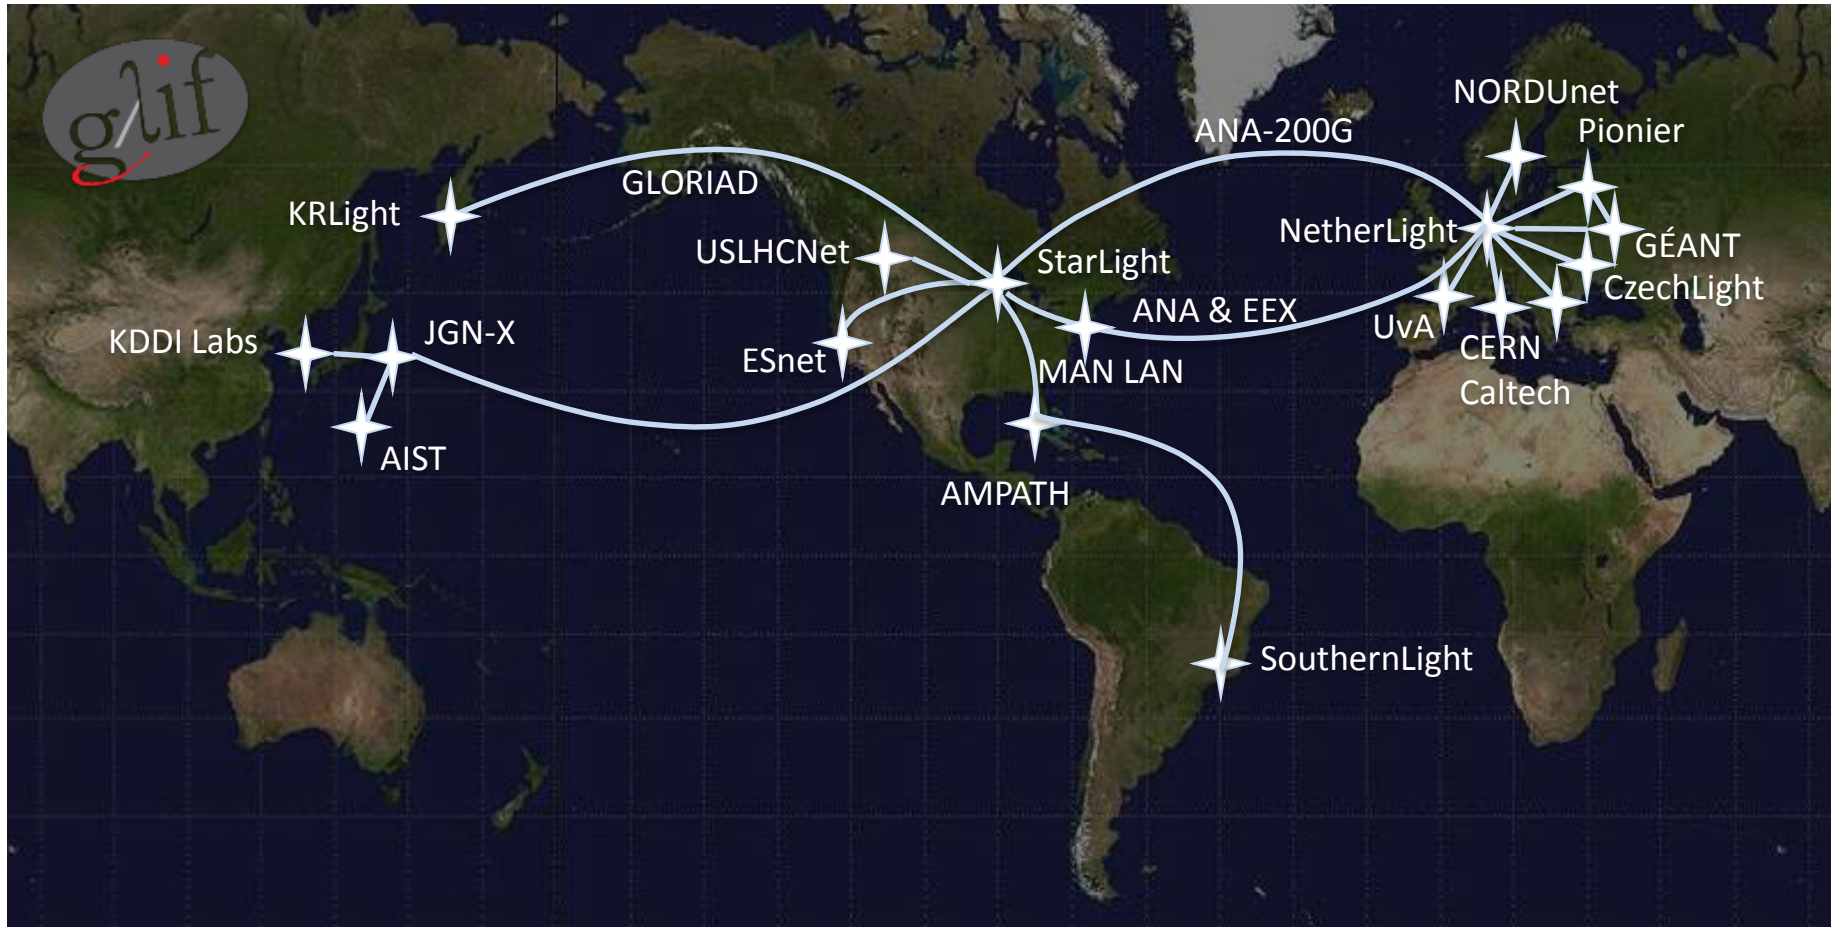 glif
NORDUnet
ANA-200G
Pionier
GLORIAD
KRLight
NetherLight
USLHCNet
StarLight
GÉANT
CzechLight
ANA & EEX
UvA
JGN-X
KDDI Labs
CERN
ESnet
MAN LAN
Caltech
AIST
AMPATH
SouthernLight